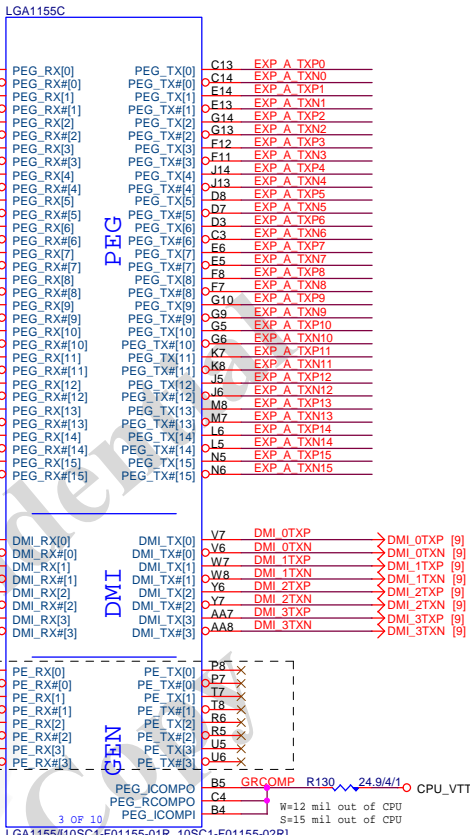 LGA1155C
PEG_RX[0] PEG_TX[0] C13 EXP_A_TXP0
PEG_RX#[0] PEG_TX#[0] C14 EXP_A_TXN0
PEG_RX[1] PEG_TX[1] E14 EXP_A_TXP1
PEG_RX#[1] PEG_TX#[1] E13 EXP_A_TXN1
PEG_RX[2] PEG_TX[2] G14 EXP_A_TXP2
PEG_RX#[2] PEG_TX#[2] G13 EXP_A_TXN2
PEG_RX[3] PEG_TX[3] F12 EXP_A_TXP3
PEG_RX#[3] PEG_TX#[3] F11 EXP_A_TXN3
PEG_RX[4] PEG_TX[4] J14 EXP_A_TXP4
PEG_RX#[4] PEG_TX#[4] J13 EXP_A_TXN4
PEG_RX[5] PEG_TX[5] D8 EXP_A_TXP5
PEG_RX#[5] PEG_TX#[5] D7 EXP_A_TXN5
PEG_RX[6] PEG_TX[6] D3 EXP_A_TXP6
PEG_RX#[6] PEG_TX#[6] C3 EXP_A_TXN6
PEG_RX[7] PEG_TX[7] E6 EXP_A_TXP7
PEG_RX#[7] PEG_TX#[7] E5 EXP_A_TXN7
PEG_RX[8] PEG_TX[8] F8 EXP_A_TXP8
PEG_RX#[8] PEG_TX#[8] F7 EXP_A_TXN8
PEG_RX[9] PEG_TX[9] G10 EXP_A_TXP9
PEG_RX#[9] PEG_TX#[9] G9 EXP_A_TXN9
PEG_RX[10] PEG_TX[10] G5 EXP_A_TXP10
PEG_RX#[10] PEG_TX#[10] G6 EXP_A_TXN10
PEG_RX[11] PEG_TX[11] K7 EXP_A_TXP11
PEG_RX#[11] PEG_TX#[11] K8 EXP_A_TXN11
PEG_RX[12] PEG_TX[12] J5 EXP_A_TXP12
PEG_RX#[12] PEG_TX#[12] J6 EXP_A_TXN12
PEG_RX[13] PEG_TX[13] M8 EXP_A_TXP13
PEG_RX#[13] PEG_TX#[13] M7 EXP_A_TXN13
PEG_RX[14] PEG_TX[14] L6 EXP_A_TXP14
PEG_RX#[14] PEG_TX#[14] L5 EXP_A_TXN14
PEG_RX[15] PEG_TX[15] N5 EXP_A_TXP15
PEG_RX#[15] PEG_TX#[15] N6 EXP_A_TXN15
PEG
DMI_RX[0] DMI_TX[0] V7 DMI_0TXP DMI_0TXP [9]
DMI_RX#[0] DMI_TX#[0] V6 DMI_0TXN DMI_0TXN [9]
DMI_RX[1] DMI_TX[1] W7 DMI_1TXP DMI_1TXP [9]
DMI_RX#[1] DMI_TX#[1] W8 DMI_1TXN DMI_1TXN [9]
DMI_RX[2] DMI_TX[2] Y6 DMI_2TXP DMI_2TXP [9]
DMI_RX#[2] DMI_TX#[2] Y7 DMI_2TXN DMI_2TXN [9]
DMI_RX[3] DMI_TX[3] AA7 DMI_3TXP DMI_3TXP [9]
DMI_RX#[3] DMI_TX#[3] AA8 DMI_3TXN DMI_3TXN [9]
DMI
PE_RX[0] PE_TX[0] P8
PE_RX#[0] PE_TX#[0] P7
PE_RX[1] PE_TX[1] T7
PE_RX#[1] PE_TX#[1] T8
PE_RX[2] PE_TX[2] R6
PE_RX#[2] PE_TX#[2] R5
PE_RX[3] PE_TX[3] U5
PE_RX#[3] PE_TX#[3] U6
GEN
PEG_ICOMPO B5 GRCOMP R130 24.9/4/1 CPU_VTT
PEG_RCOMPO C4
PEG_ICOMPI B4
W=12 mil out of CPU
S=15 mil out of CPU
3 OF 10
LGA1155/[10SC1-F01155-01R, 10SC1-F01155-02R]
Copy